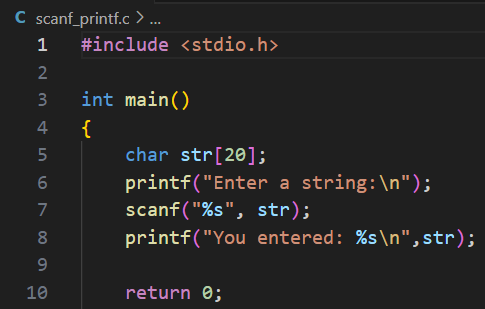 C scanf_printf.c > ...
1 #include <stdio.h>
2
3 int main()
4 {
5     char str[20];
6     printf("Enter a string:\n");
7     scanf("%s", str);
8     printf("You entered: %s\n",str);
9
10     return 0;